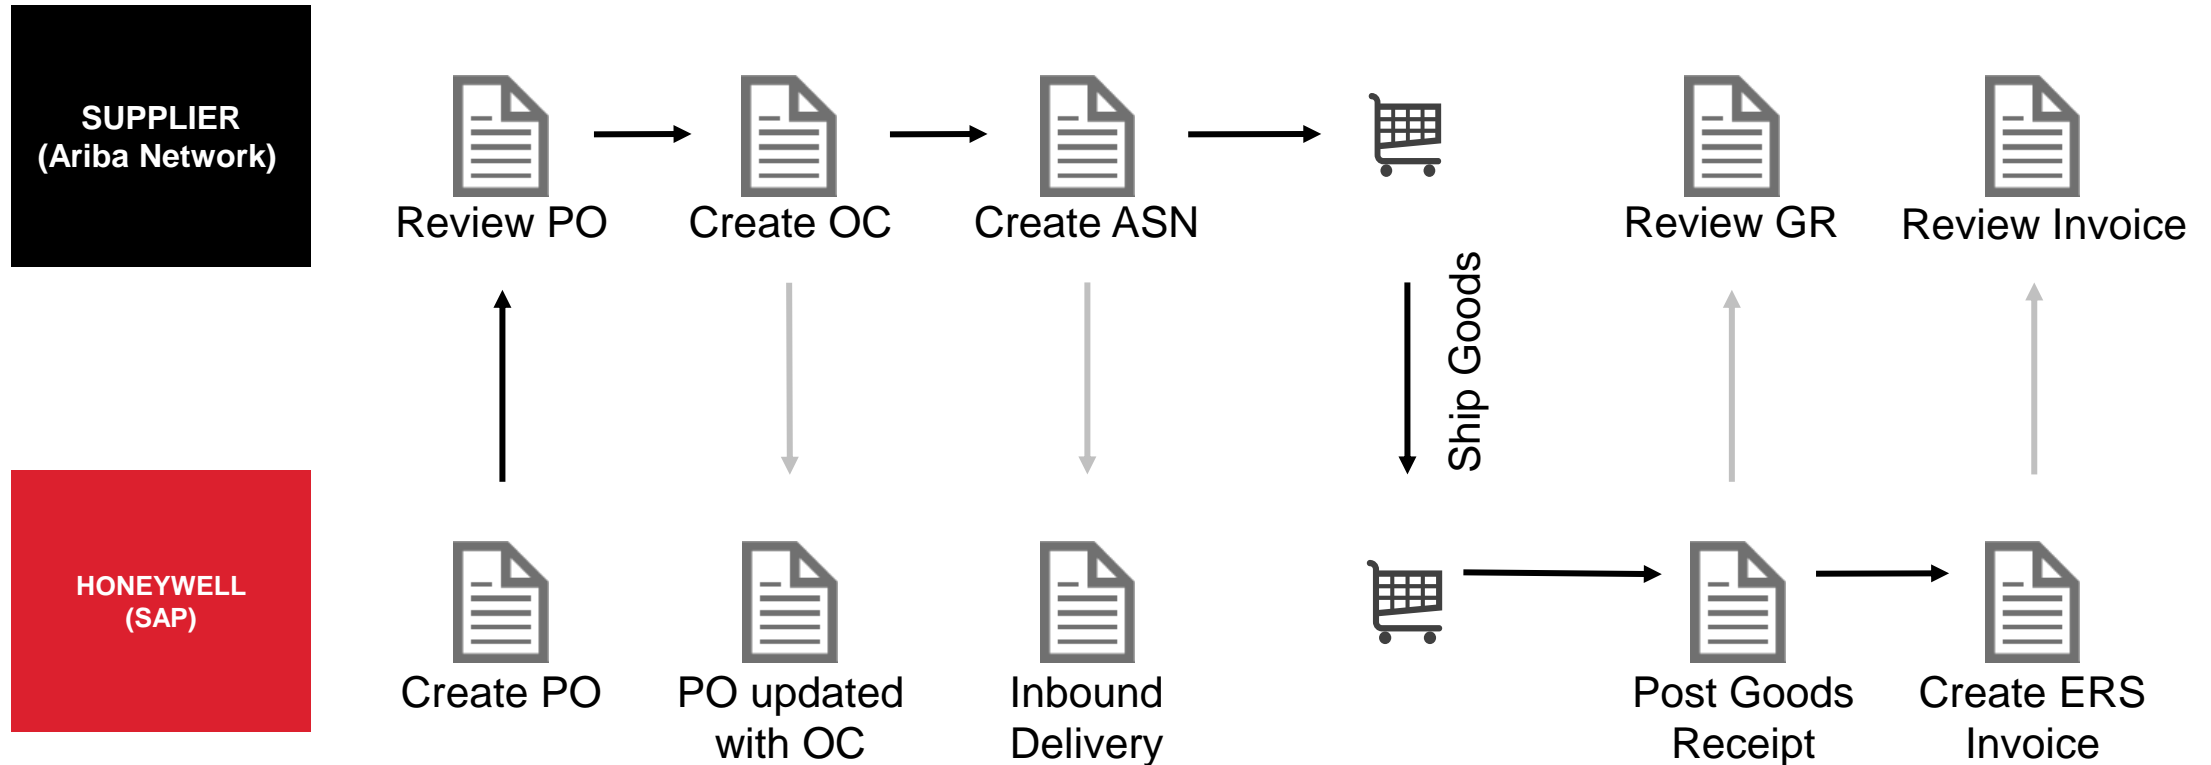 SUPPLIER
(Ariba Network)
Review PO
Create OC
Create ASN
Review GR
Review Invoice
Ship Goods
HONEYWELL
(SAP)
Create PO
PO updated
with OC
Inbound
Delivery
Post Goods
Receipt
Create ERS
Invoice